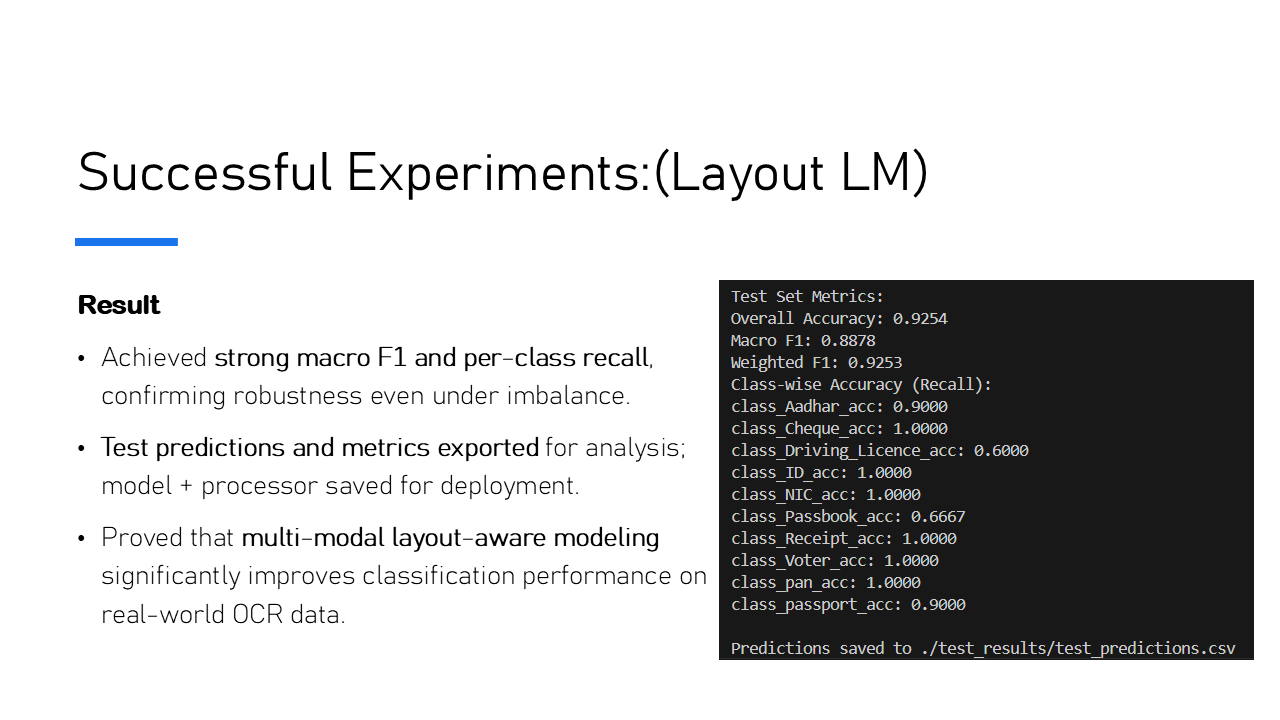 Successful Experiments:(Layout LM)
Result
• Achieved strong macro F1 and per-class recall,
confirming robustness even under imbalance.
• Test predictions and metrics exported for analysis;
model + processor saved for deployment.
• Proved that multi-modal layout-aware modeling
significantly improves classification performance on
real-world OCR data.
Test Set Metrics:
Overall Accuracy: 0.9254
Macro F1: 0.8878
Weighted F1: 0.9253
Class-wise Accuracy (Recall):
class_Aadhar_acc: 0.9000
class_Cheque_acc: 1.0000
class_Driving_Licence_acc: 0.6000
class_ID_acc: 1.0000
class_NIC_acc: 1.0000
class_Passbook_acc: 0.6667
class_Receipt_acc: 1.0000
class_Voter_acc: 1.0000
class_pan_acc: 1.0000
class_passport_acc: 0.9000
Predictions saved to ./test_results/test_predictions.csv